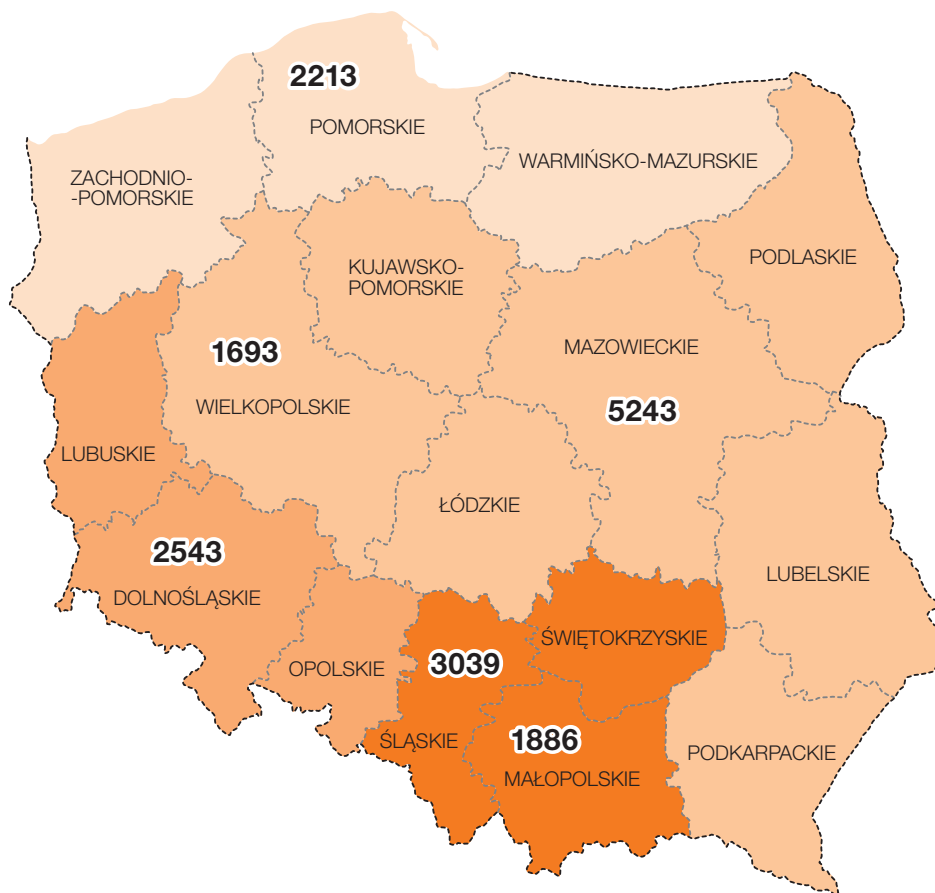 2213
POMORSKIE
WARMIŃSKO-MAZURSKIE
ZACHODNIO-
-POMORSKIE
PODLASKIE
KUJAWSKO-
POMORSKIE
1693
WIELKOPOLSKIE
MAZOWIECKIE
5243
LUBUSKIE
ŁÓDZKIE
2543
DOLNOŚLĄSKIE
LUBELSKIE
OPOLSKIE
3039
ŚLĄSKIE
ŚWIĘTOKRZYSKIE
1886
MAŁOPOLSKIE
PODKARPACKIE